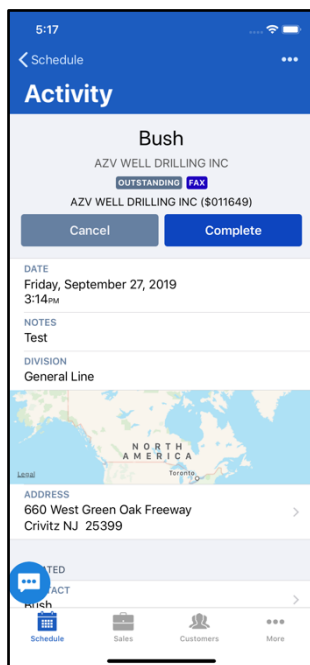 5:17
Schedule
Activity
Bush
AZV WELL DRILLING INC
OUTSTANDING FAX
AZV WELL DRILLING INC ($011649)
Cancel Complete
DATE
Friday, September 27, 2019
3:14PM
NOTES
Test
DIVISION
General Line
NORTH
AMERICA
Toronto
Legal
ADDRESS
660 West Green Oak Freeway
Crivitz NJ 25399
Schedule Sales Customers More